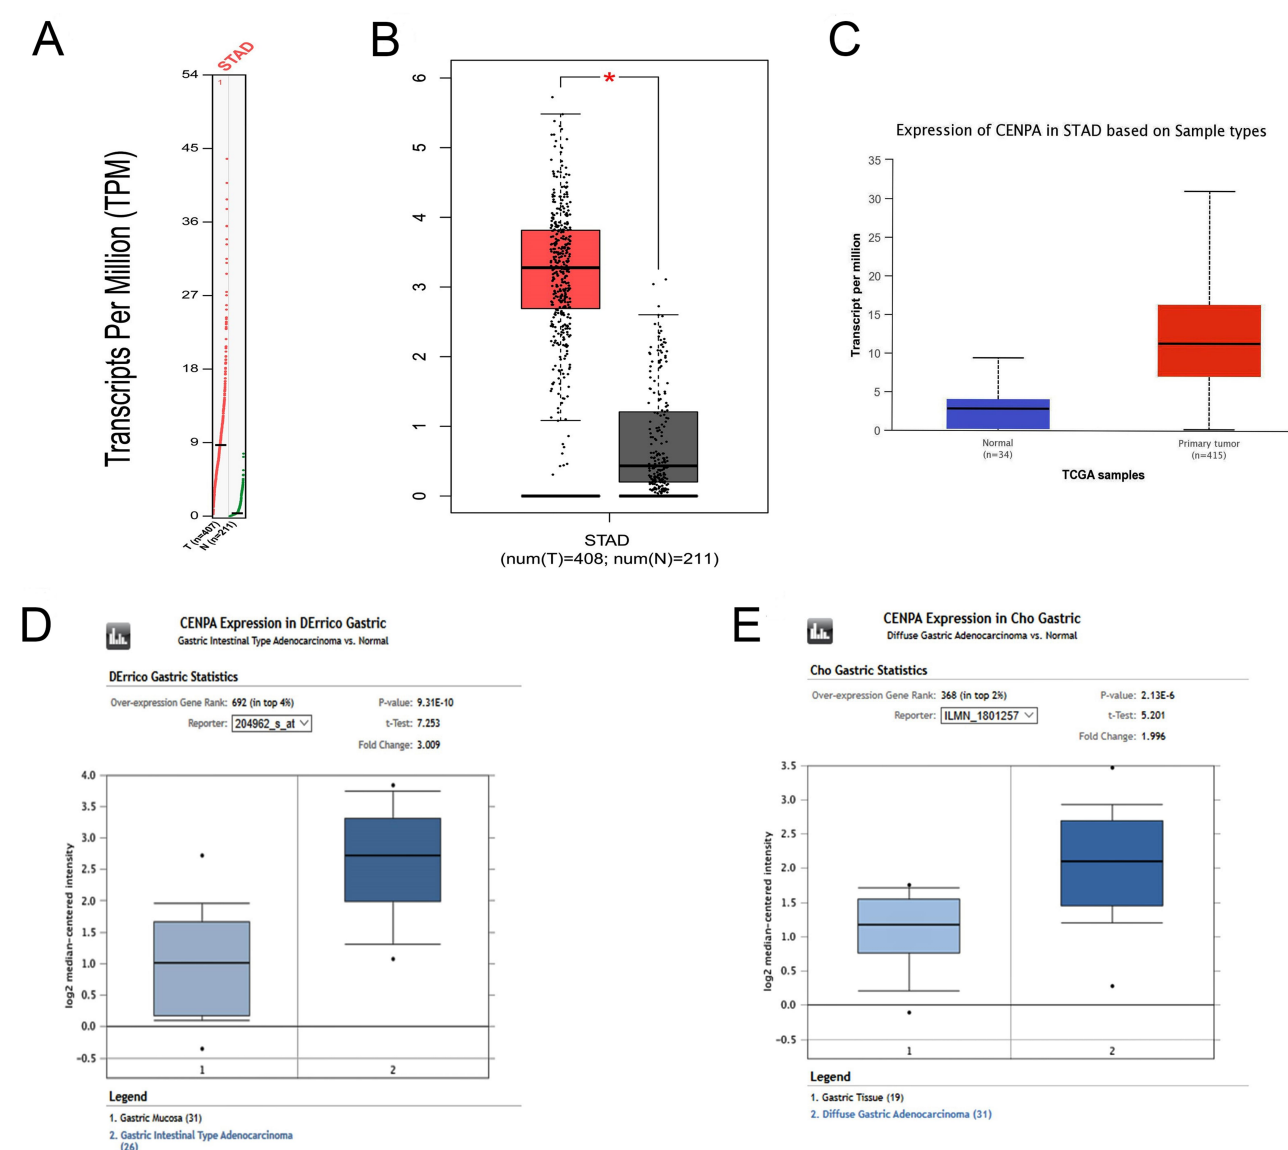 A
STAD
Transcripts Per Million (TPM)
54
45
36
27
18
9
0
T (n=407)
N (n=211)
B
6
5
4
3
2
1
0
*
STAD
(num(T)=408; num(N)=211)
C
Expression of CENPA in STAD based on Sample types
Transcript per million
35
30
25
20
15
10
5
0
Normal
(n=34)
Primary tumor
(n=415)
TCGA samples
D
CENPA Expression in DErrico Gastric
Gastric Intestinal Type Adenocarcinoma vs. Normal
DErrico Gastric Statistics
Over-expression Gene Rank: 692 (in top 4%)
P-value: 9.31E-10
Reporter: 204962_s_at
t-Test: 7.253
Fold Change: 3.009
log2 median-centered intensity
4.0
3.5
3.0
2.5
2.0
1.5
1.0
0.5
0.0
-0.5
1
2
Legend
1. Gastric Mucosa (31)
2. Gastric Intestinal Type Adenocarcinoma
(26)
E
CENPA Expression in Cho Gastric
Diffuse Gastric Adenocarcinoma vs. Normal
Cho Gastric Statistics
Over-expression Gene Rank: 368 (in top 2%)
P-value: 2.13E-6
Reporter: ILMN_1801257
t-Test: 5.201
Fold Change: 1.996
log2 median-centered intensity
3.5
3.0
2.5
2.0
1.5
1.0
0.5
0.0
-0.5
1
2
Legend
1. Gastric Tissue (19)
2. Diffuse Gastric Adenocarcinoma (31)